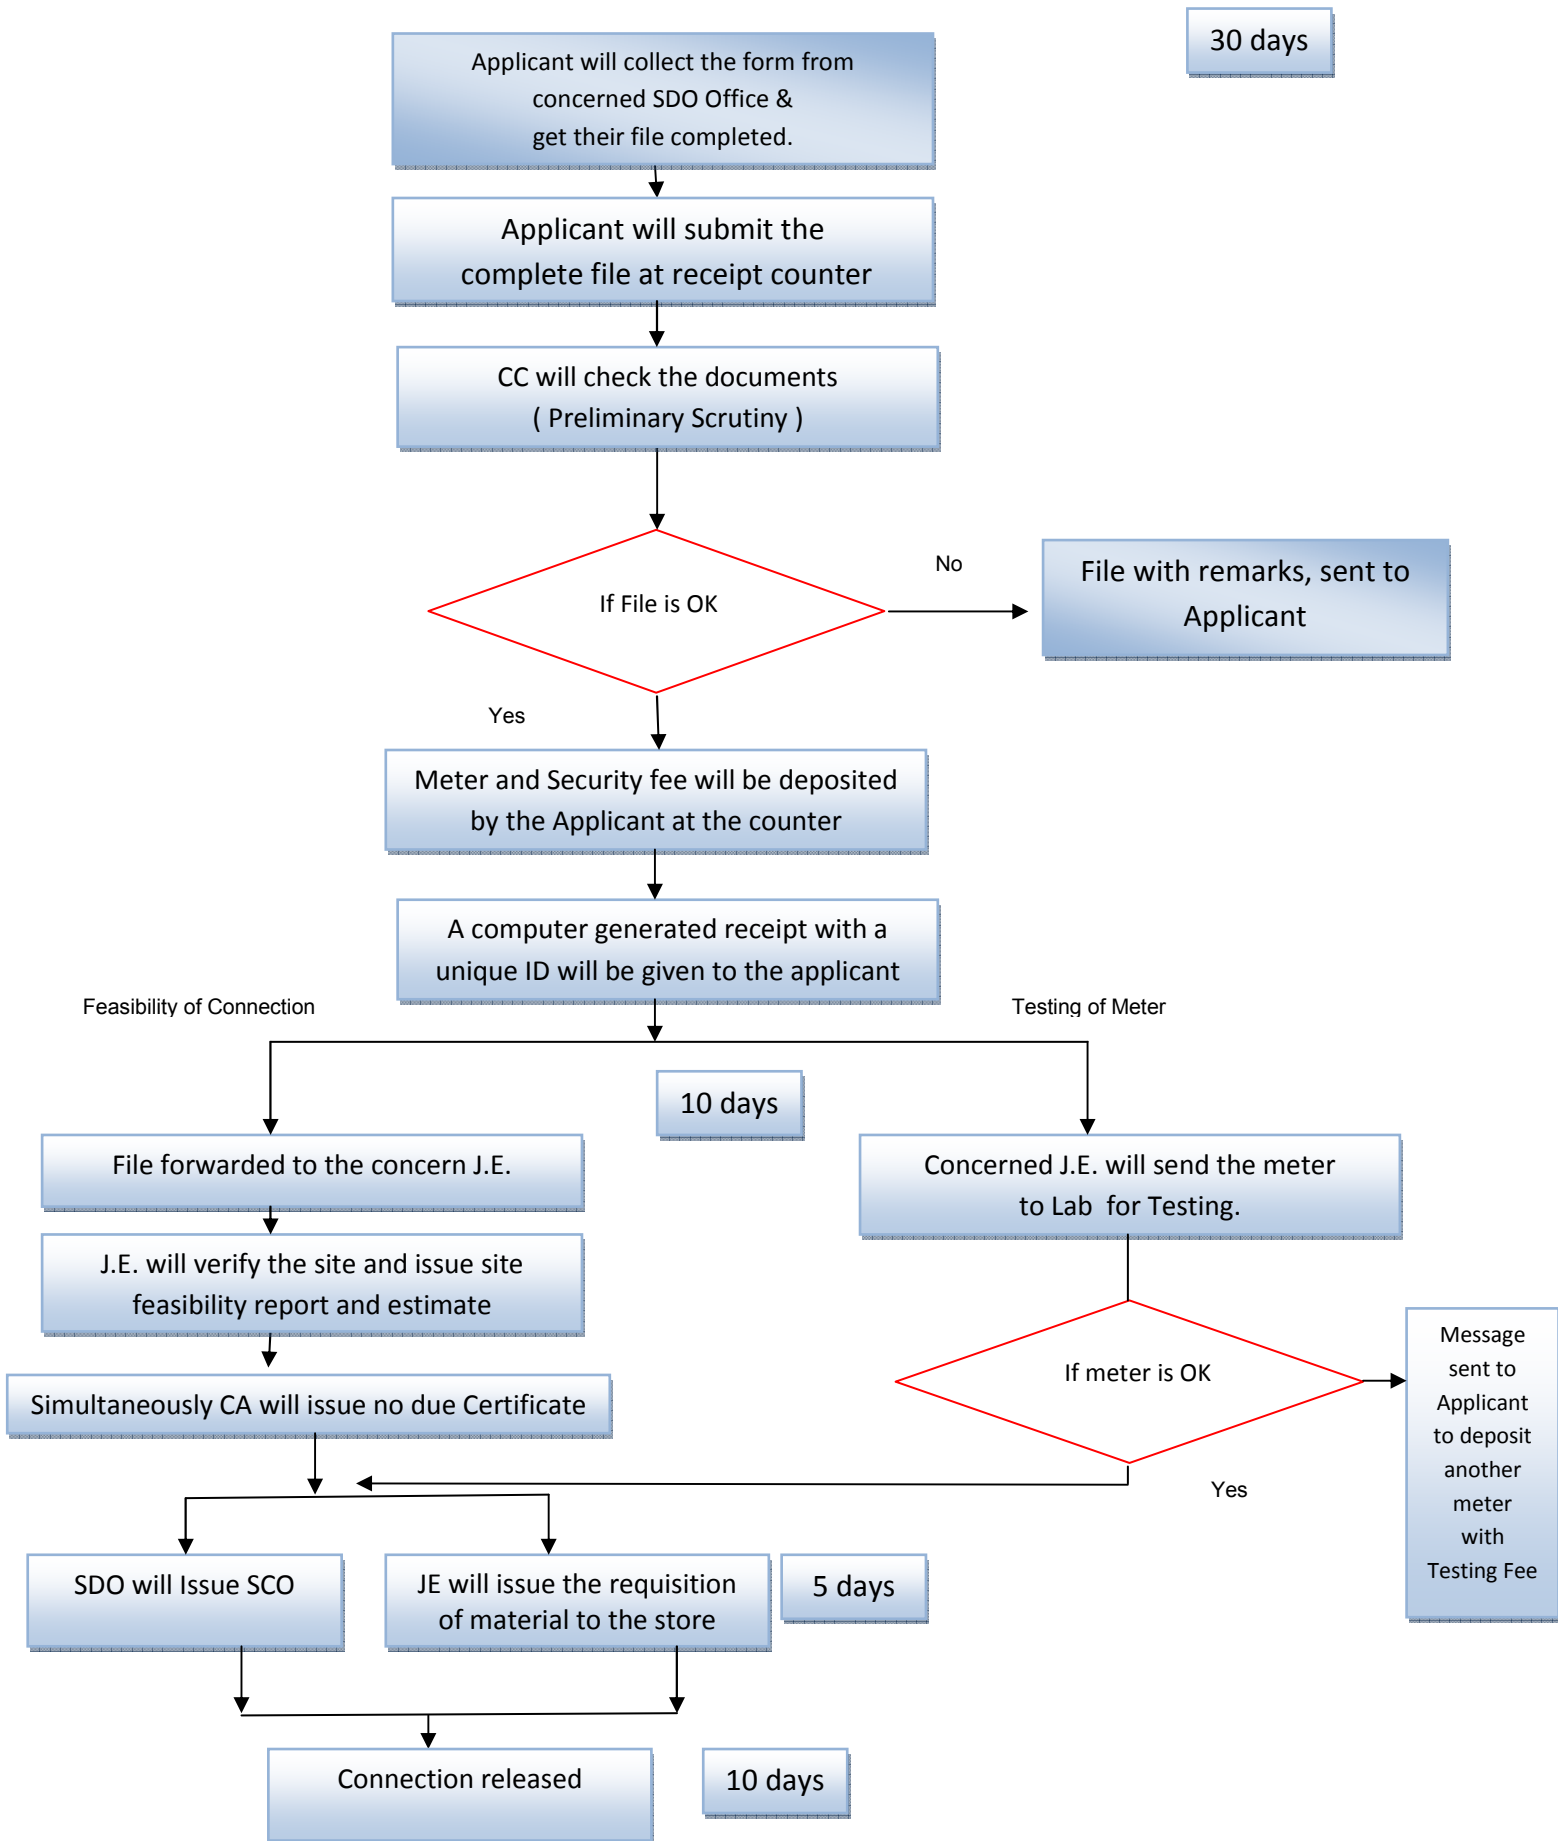 30 days
Applicant will collect the form from
concerned SDO Office &
get their file completed.
Applicant will submit the
complete file at receipt counter
CC will check the documents
( Preliminary Scrutiny )
If File is OK
No
File with remarks, sent to
Applicant
Yes
Meter and Security fee will be deposited
by the Applicant at the counter
A computer generated receipt with a
unique ID will be given to the applicant
Feasibility of Connection
Testing of Meter
10 days
File forwarded to the concern J.E.
Concerned J.E. will send the meter
to Lab for Testing.
J.E. will verify the site and issue site
feasibility report and estimate
If meter is OK
Message
sent to
Applicant
to deposit
another
meter
with
Testing Fee
Simultaneously CA will issue no due Certificate
Yes
SDO will Issue SCO
JE will issue the requisition
of material to the store
5 days
Connection released
10 days